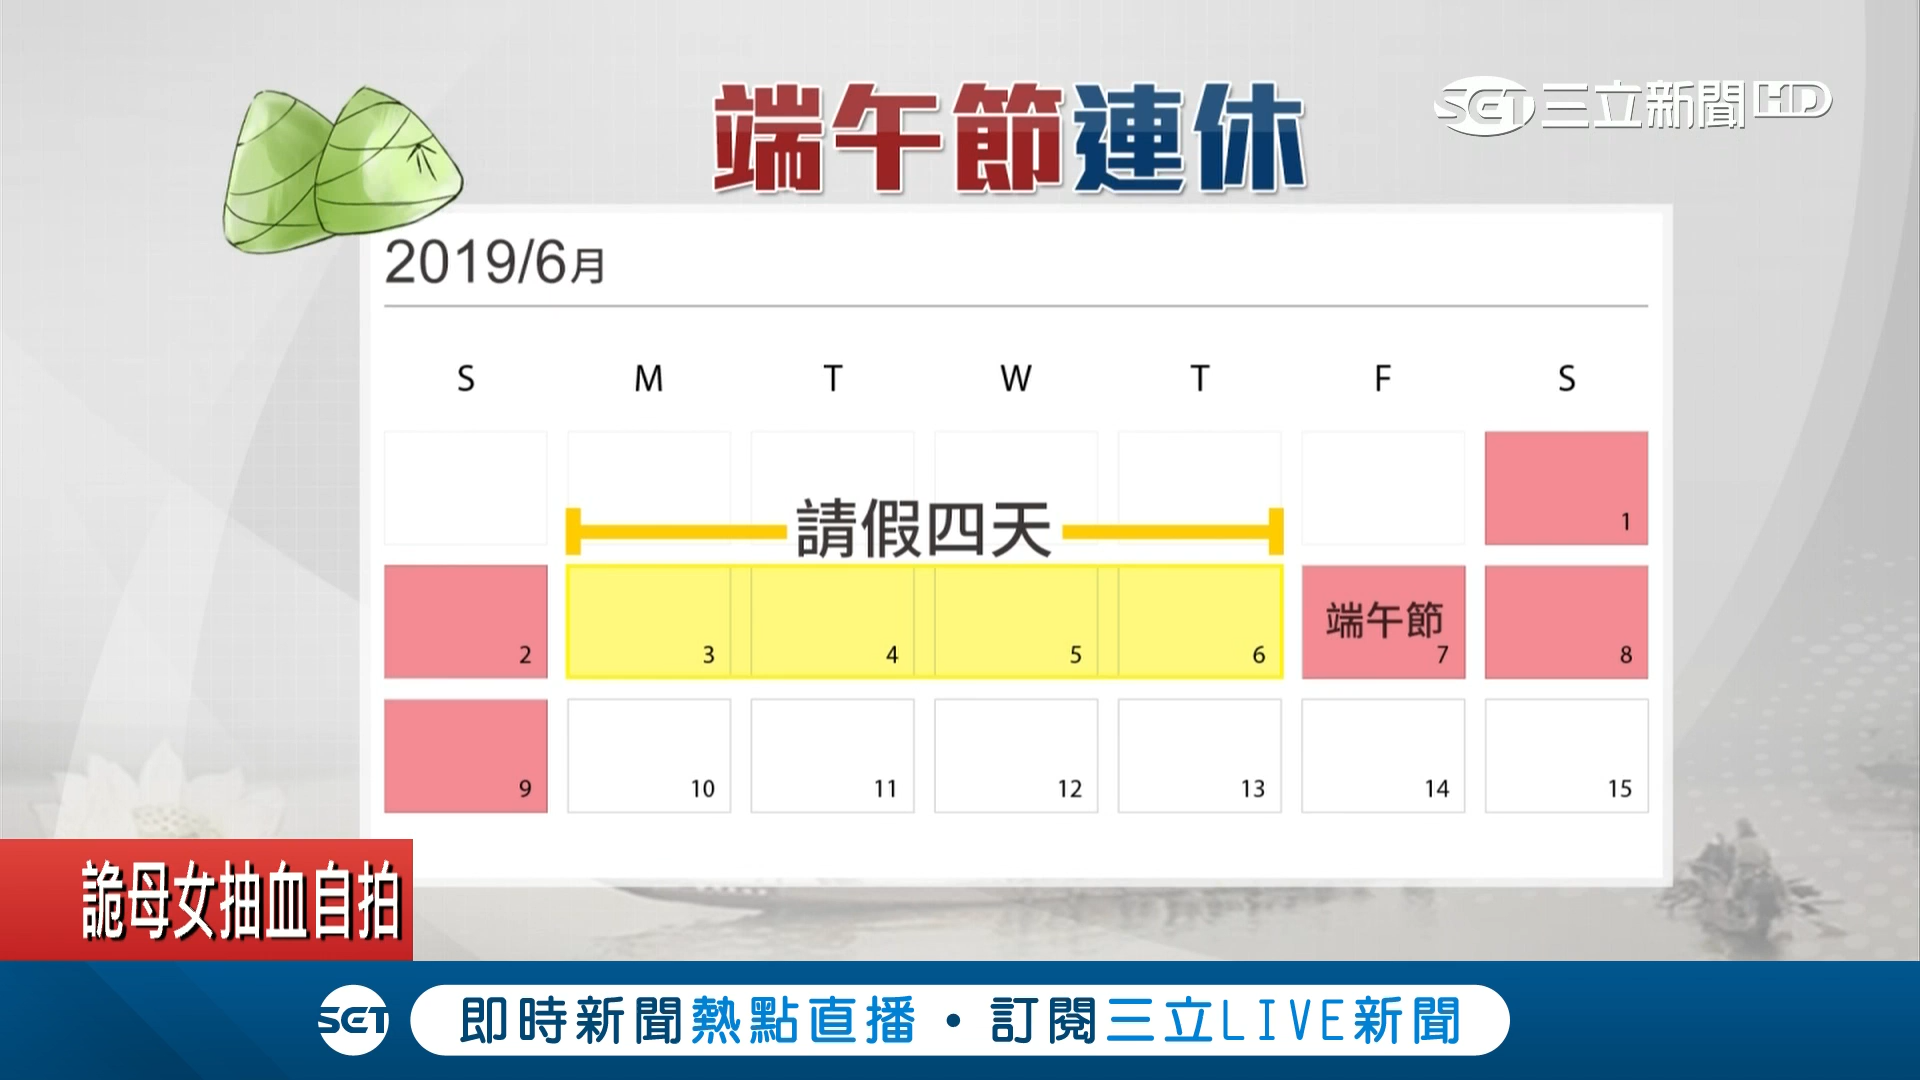 端午節連休
SET三立新聞HD
2019/6月
S M T W T F S
1
請假四天
2 3 4 5 6 端午節 7 8
9 10 11 12 13 14 15
詭母女抽血自拍
SET 即時新聞熱點直播・訂閱三立LIVE新聞